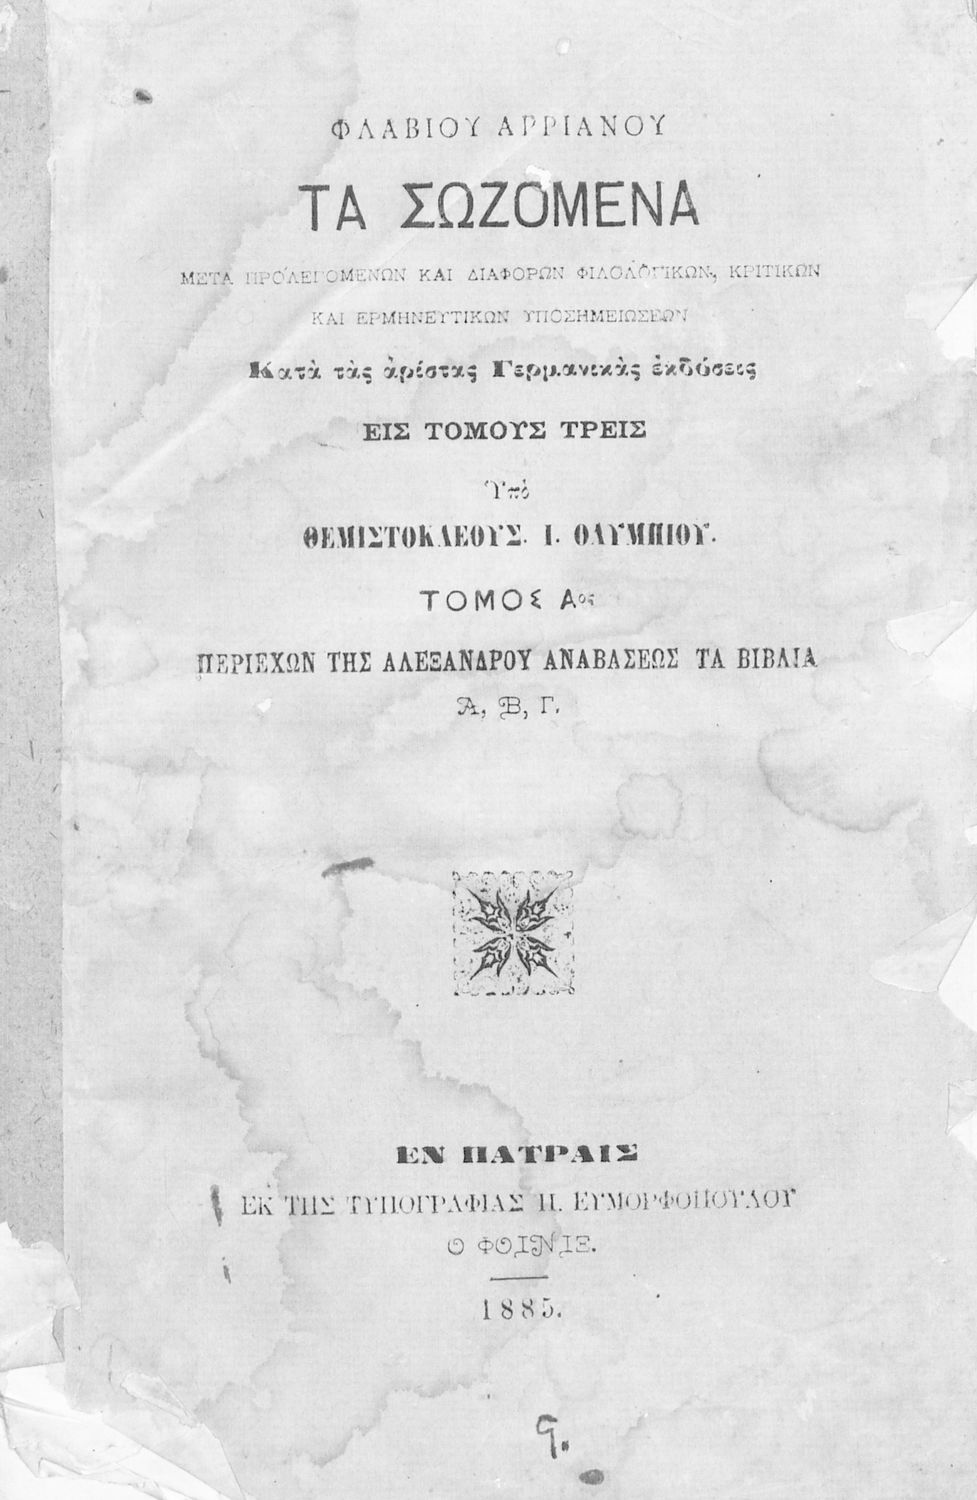 ΦΛΑΒΙΟΥ ΑΡΡΙΑΝΟΥ
ΤΑ ΣΩΖΟΜΕΝΑ
ΜΕΤΑ ΠΡΟΛΕΓΟΜΕΝΩΝ ΚΑΙ ΔΙΑΦΟΡΩΝ ΦΙΛΟΛΟΓΙΚΩΝ, ΚΡΙΤΙΚΩΝ
ΚΑΙ ΕΡΜΗΝΕΥΤΙΚΩΝ ΥΠΟΣΗΜΕΙΩΣΕΩΝ
Κατὰ τὰς ἀρίστας Γερμανικὰς ἐκδόσεις
ΕΙΣ ΤΟΜΟΥΣ ΤΡΕΙΣ
Ὑπὸ
ΘΕΜΙΣΤΟΚΛΕΟΥΣ. Ι. ΟΛΥΜΠΙΟΥ.
ΤΟΜΟΣ Αος
ΠΕΡΙΕΧΩΝ ΤΗΣ ΑΛΕΞΑΝΔΡΟΥ ΑΝΑΒΑΣΕΩΣ ΤΑ ΒΙΒΛΙΑ
Α, Β, Γ.
ΕΝ ΠΑΤΡΑΙΣ
ΕΚ ΤΗΣ ΤΥΠΟΓΡΑΦΙΑΣ Π. ΕΥΜΟΡΦΟΠΟΥΛΟΥ
Ο ΦΟΙΝΙΞ.
1885.
9.